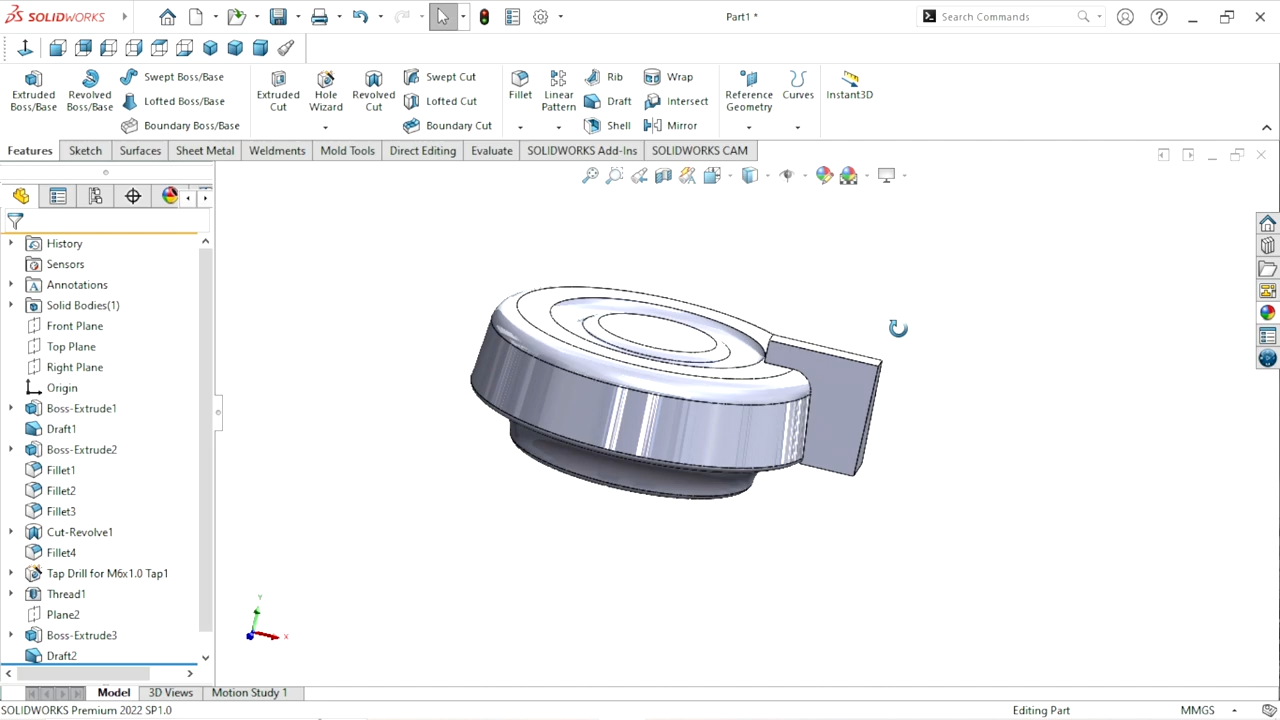 SOLIDWORKS
Part1 *
Search Commands
Extruded Boss/Base
Revolved Boss/Base
Swept Boss/Base
Lofted Boss/Base
Boundary Boss/Base
Extruded Cut
Hole Wizard
Revolved Cut
Swept Cut
Lofted Cut
Boundary Cut
Fillet
Linear Pattern
Rib
Draft
Shell
Wrap
Intersect
Mirror
Reference Geometry
Curves
Instant3D
Features
Sketch
Surfaces
Sheet Metal
Weldments
Mold Tools
Direct Editing
Evaluate
SOLIDWORKS Add-Ins
SOLIDWORKS CAM
History
Sensors
Annotations
Solid Bodies(1)
Front Plane
Top Plane
Right Plane
Origin
Boss-Extrude1
Draft1
Boss-Extrude2
Fillet1
Fillet2
Fillet3
Cut-Revolve1
Fillet4
Tap Drill for M6x1.0 Tap1
Thread1
Plane2
Boss-Extrude3
Draft2
Y
X
Model
3D Views
Motion Study 1
SOLIDWORKS Premium 2022 SP1.0
Editing Part
MMGS